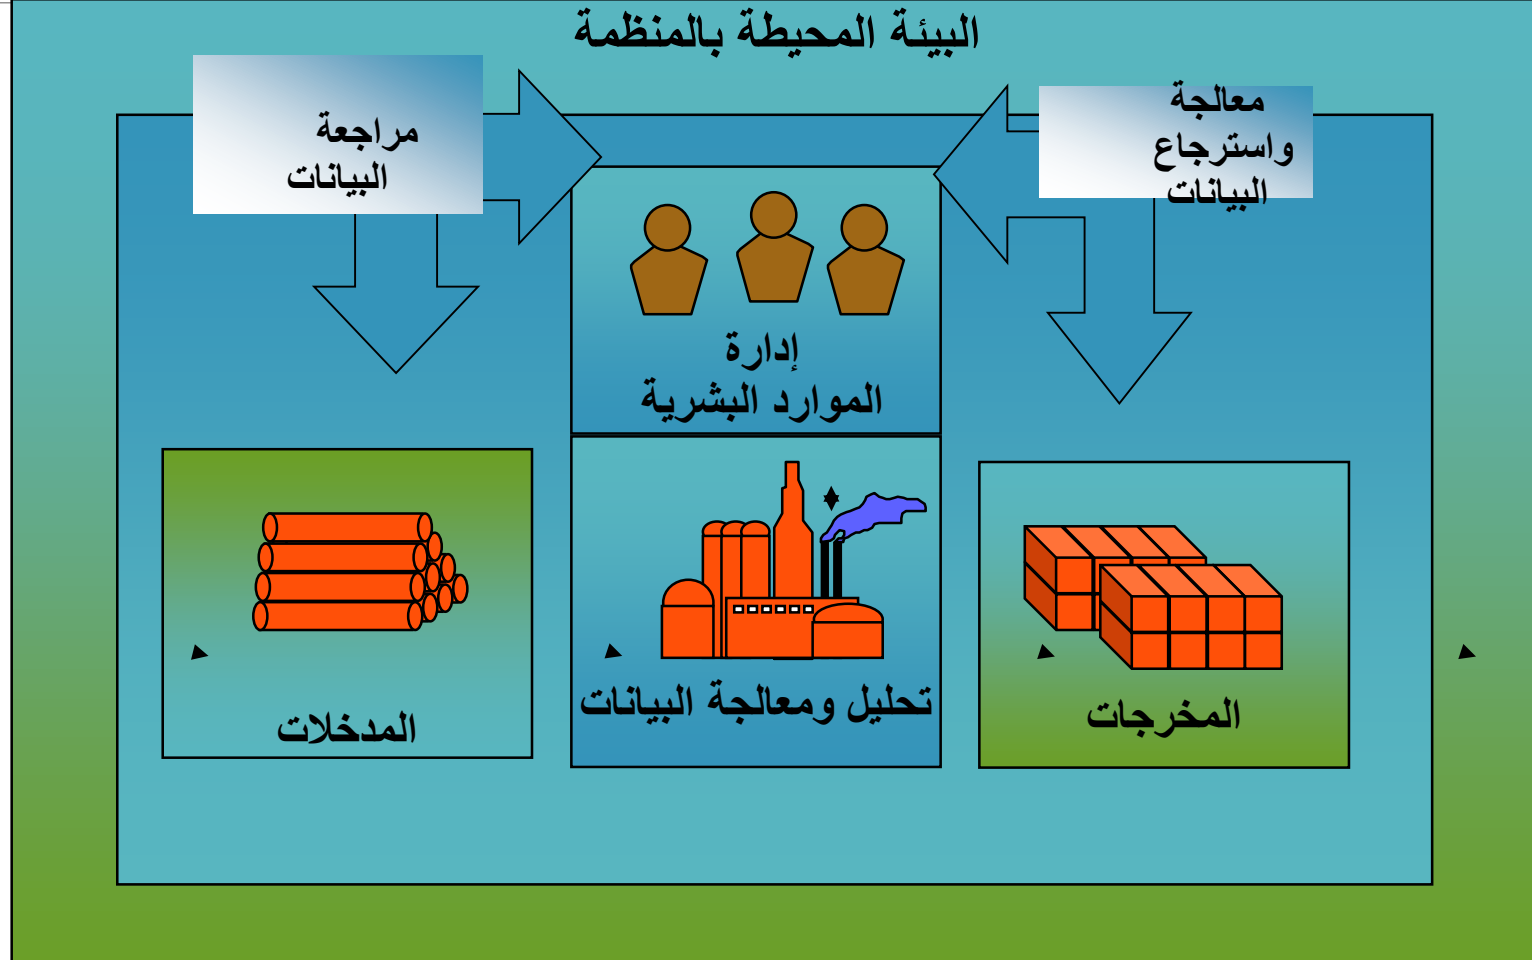 البيئة المحيطة بالمنظمة
معالجة
واسترجاع
البيانات
مراجعة
البيانات
إدارة
الموارد البشرية
المخرجات
تحليل ومعالجة البيانات
المدخلات